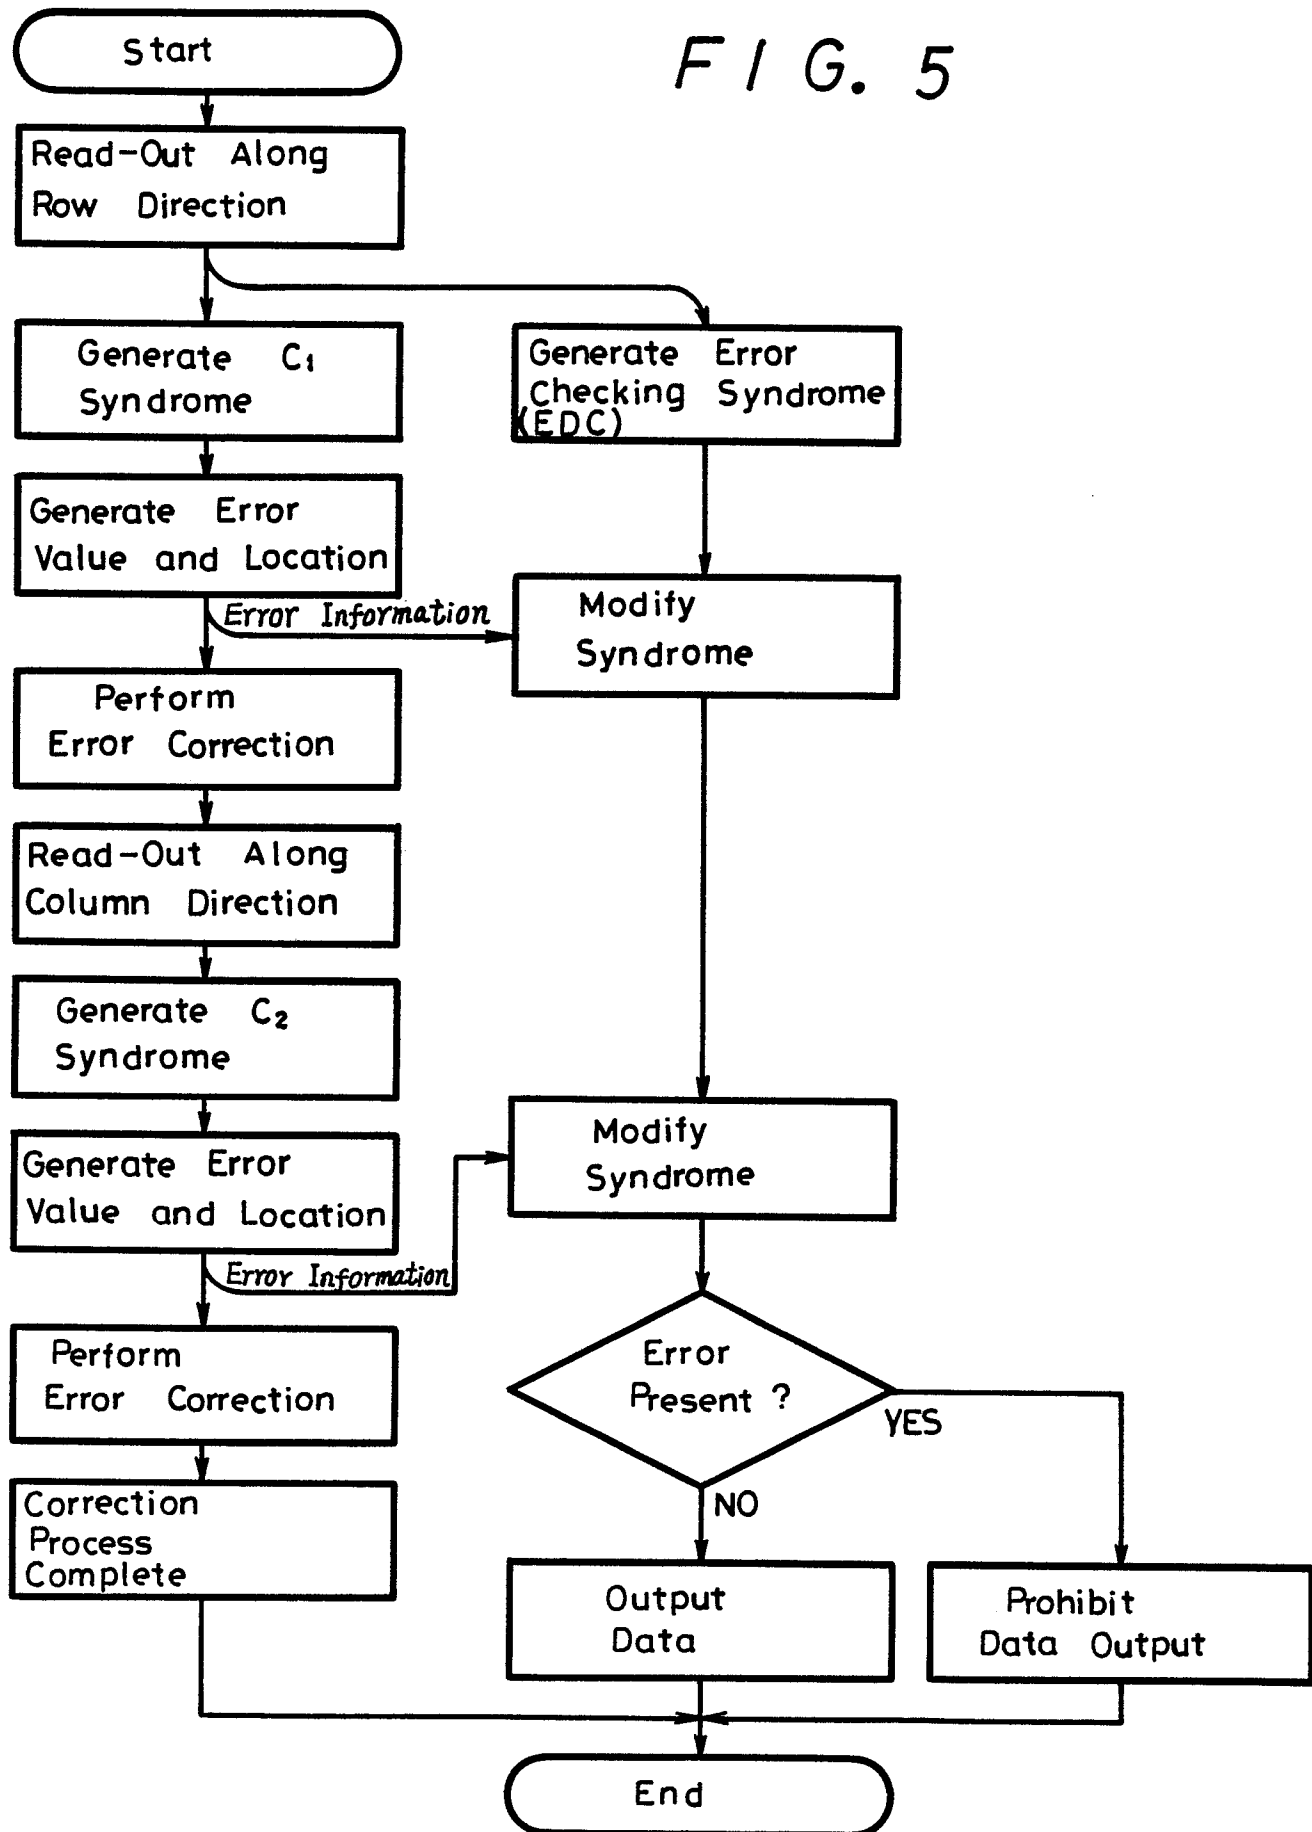 FIG. 5
Start
Read-Out Along
Row Direction
Generate C₁
Syndrome
Generate Error
Checking Syndrome
(EDC)
Generate Error
Value and Location
Error Information
Modify
Syndrome
Perform
Error Correction
Read-Out Along
Column Direction
Generate C₂
Syndrome
Generate Error
Value and Location
Error Information
Modify
Syndrome
Perform
Error Correction
Error
Present ?
YES
NO
Correction
Process
Complete
Output
Data
Prohibit
Data Output
End